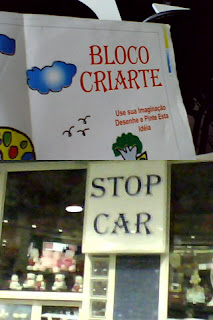 BLOCO
CRIARTE
Use sua Imaginação
Desenhe e Pinte Esta
Idéia
STOP
CAR